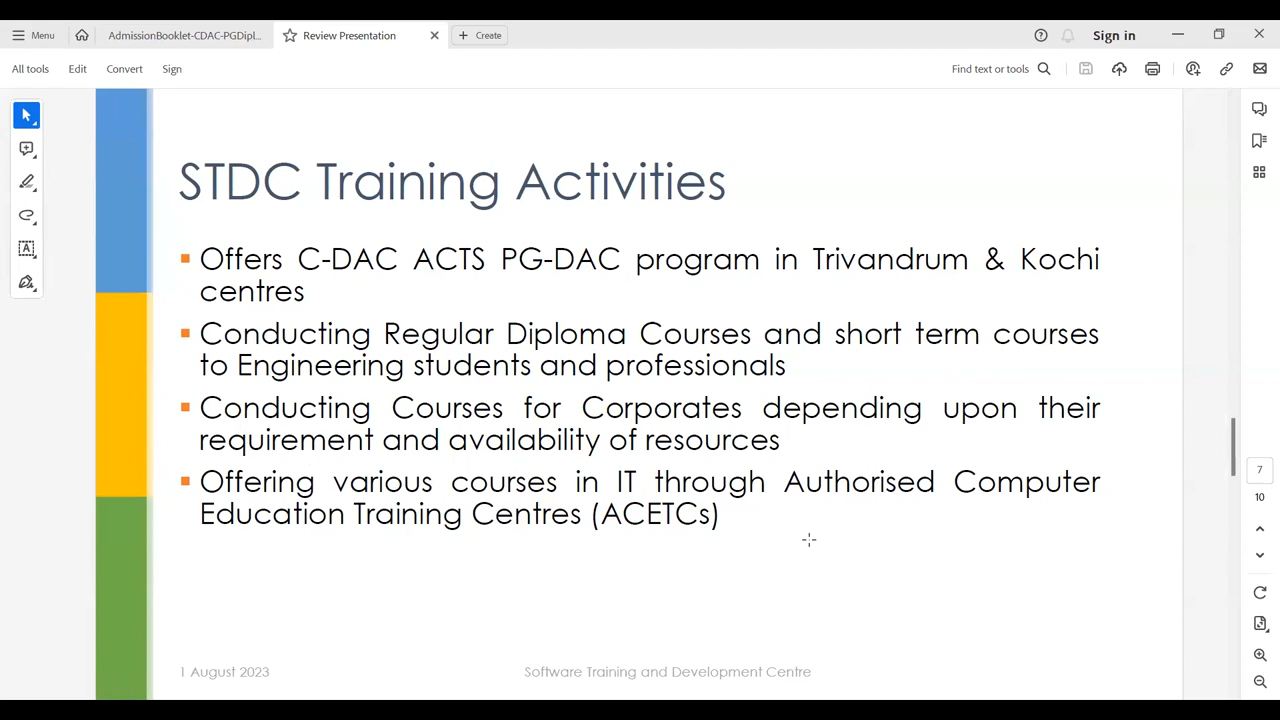 Menu
AdmissionBooklet-CDAC-PGDipl...
Review Presentation
Create
Sign in
All tools
Edit
Convert
Sign
Find text or tools
STDC Training Activities
Offers C-DAC ACTS PG-DAC program in Trivandrum & Kochi
centres
Conducting Regular Diploma Courses and short term courses
to Engineering students and professionals
Conducting Courses for Corporates depending upon their
requirement and availability of resources
Offering various courses in IT through Authorised Computer
Education Training Centres (ACETCs)
7
10
1 August 2023
Software Training and Development Centre